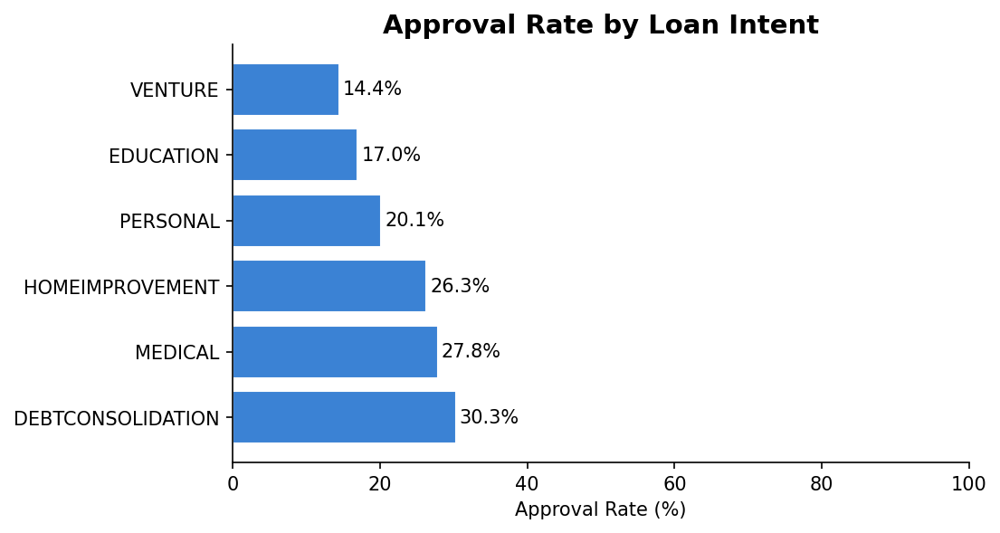 Approval Rate by Loan Intent
VENTURE 14.4%
EDUCATION 17.0%
PERSONAL 20.1%
HOMEIMPROVEMENT 26.3%
MEDICAL 27.8%
DEBTCONSOLIDATION 30.3%
0 20 40 60 80 100
Approval Rate (%)